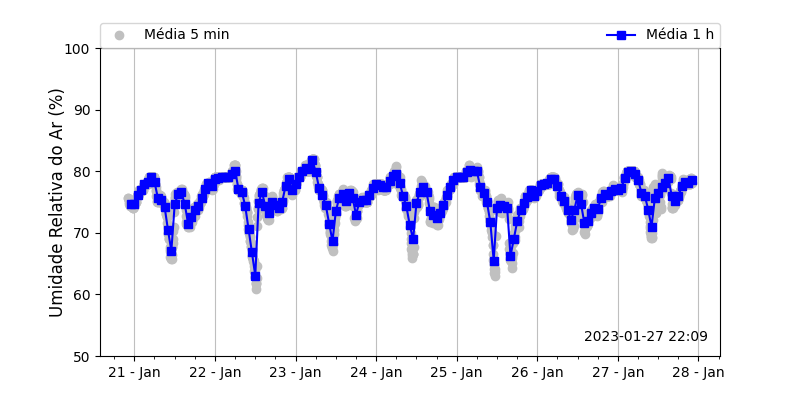 Média 5 min
Média 1 h
Umidade Relativa do Ar (%)
100
90
80
70
60
50
2023-01-27 22:09
21 - Jan
22 - Jan
23 - Jan
24 - Jan
25 - Jan
26 - Jan
27 - Jan
28 - Jan